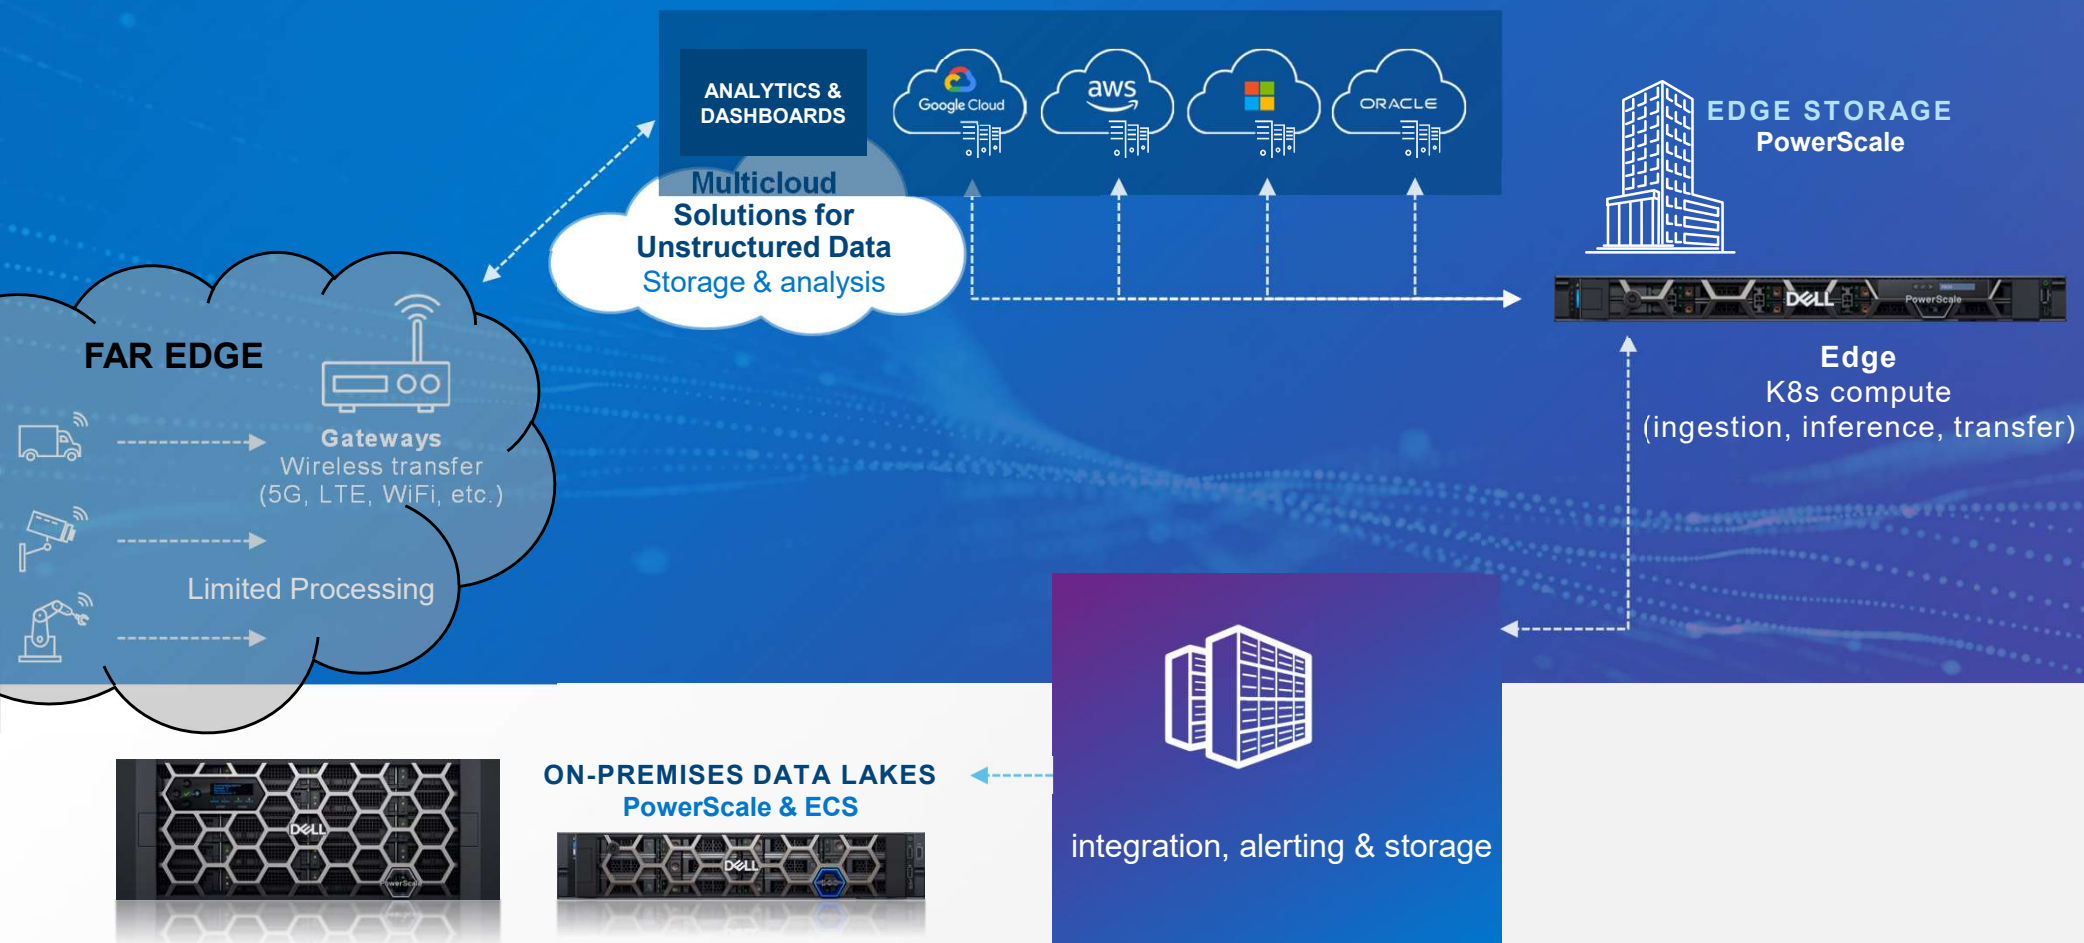 ANALYTICS &
DASHBOARDS
Google Cloud
aws
ORACLE
Multicloud
Solutions for
Unstructured Data
Storage & analysis
EDGE STORAGE
PowerScale
DELL
PowerScale
Edge
K8s compute
(ingestion, inference, transfer)
FAR EDGE
Gateways
Wireless transfer
(5G, LTE, WiFi, etc.)
Limited Processing
ON-PREMISES DATA LAKES
PowerScale & ECS
DELL
PowerScale
DELL
integration, alerting & storage